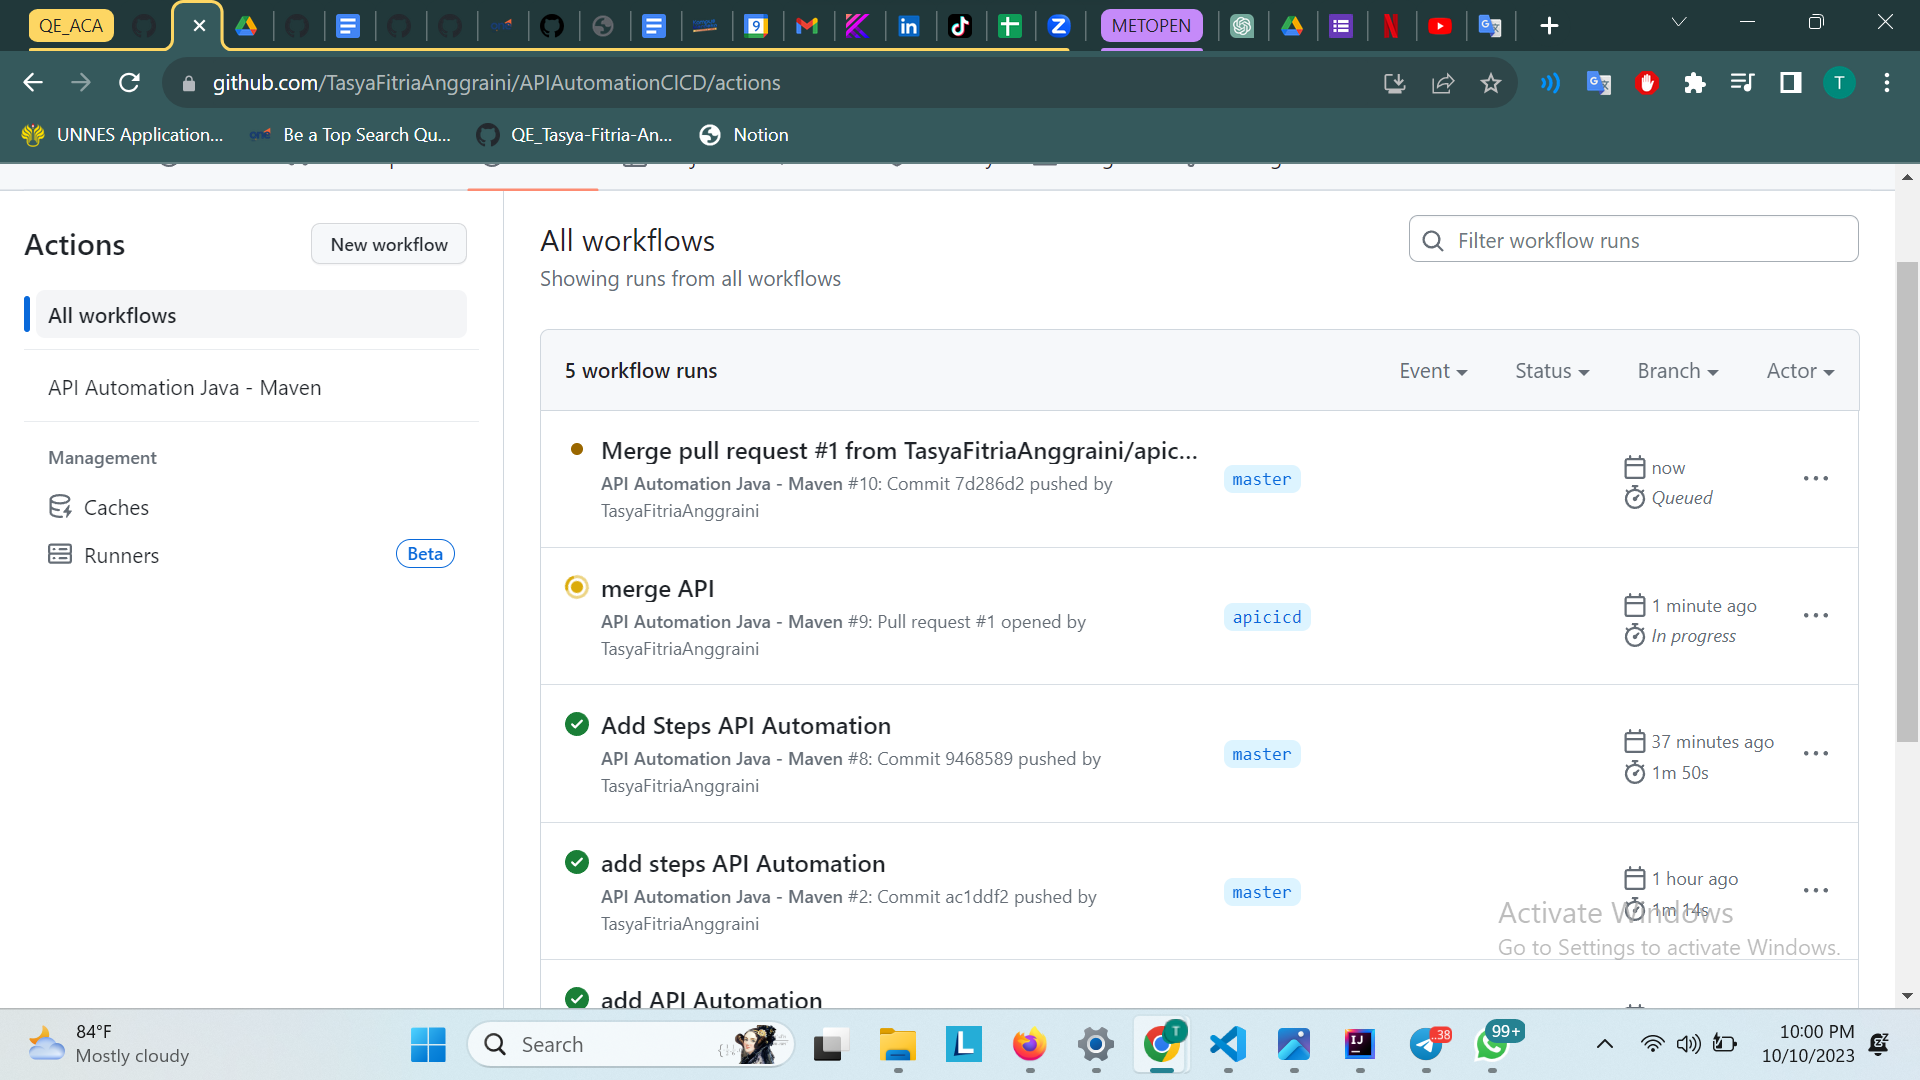 QE_ACA
METOPEN
github.com/TasyaFitriaAnggraini/APIAutomationCICD/actions
T
UNNES Application...
one
Be a Top Search Qu...
QE_Tasya-Fitria-An...
Notion
Actions
New workflow
All workflows
API Automation Java - Maven
Management
Caches
Runners
Beta
All workflows
Showing runs from all workflows
Filter workflow runs
5 workflow runs
Event
Status
Branch
Actor
Merge pull request #1 from TasyaFitriaAnggraini/apic...
API Automation Java - Maven #10: Commit 7d286d2 pushed by
TasyaFitriaAnggraini
master
now
Queued
merge API
API Automation Java - Maven #9: Pull request #1 opened by
TasyaFitriaAnggraini
apicicd
1 minute ago
In progress
Add Steps API Automation
API Automation Java - Maven #8: Commit 9468589 pushed by
TasyaFitriaAnggraini
master
37 minutes ago
1m 50s
add steps API Automation
API Automation Java - Maven #2: Commit ac1ddf2 pushed by
TasyaFitriaAnggraini
master
1 hour ago
1m 14s
Activate Windows
Go to Settings to activate Windows.
add API Automation
84°F
Mostly cloudy
Search
L
T
IJ
38
99+
10:00 PM
10/10/2023